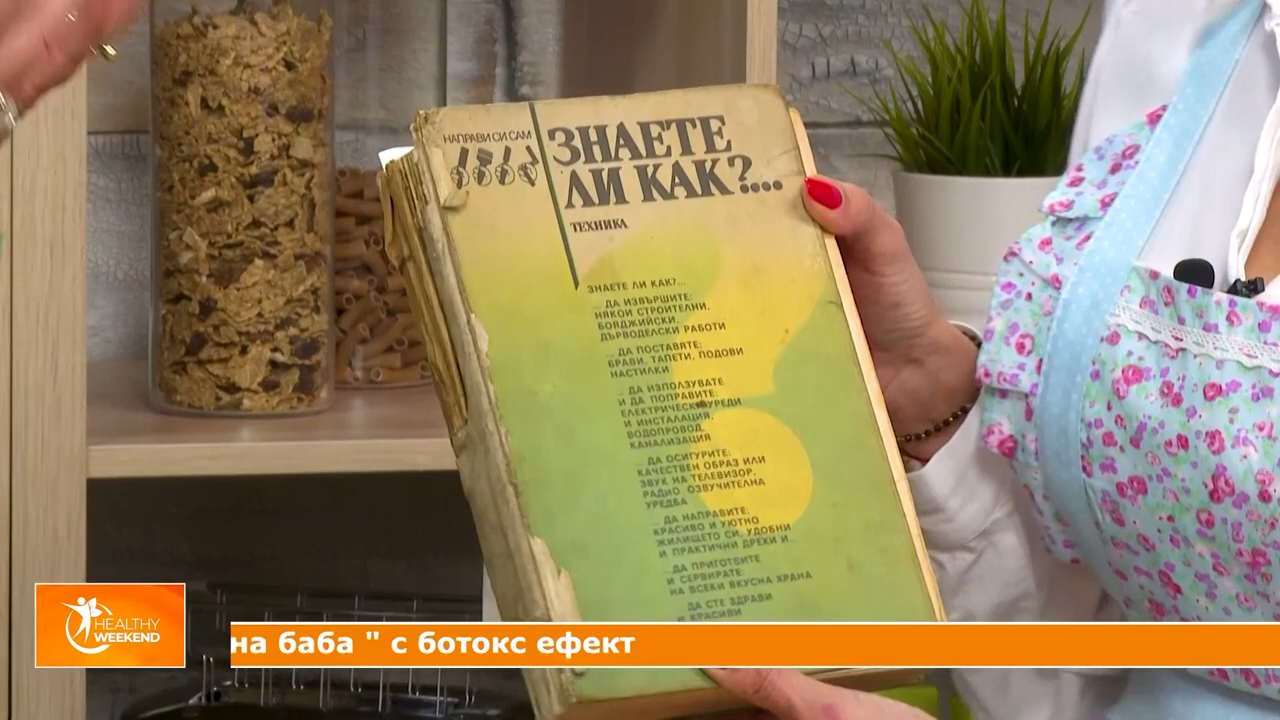 НАПРАВИ СИ САМ
ЗНАЕТЕ
ЛИ КАК?...
ТЕХНИКА
ЗНАЕТЕ ЛИ КАК?...
... ДА ИЗВЪРШИТЕ:
НЯКОИ СТРОИТЕЛНИ,
БОЯДЖИЙСКИ,
ДЪРВОДЕЛСКИ РАБОТИ
... ДА ПОСТАВЯТЕ:
БРАВИ, ТАПЕТИ, ПОДОВИ
НАСТИЛКИ
... ДА ИЗПОЛЗУВАТЕ
И ДА ПОПРАВИТЕ:
ЕЛЕКТРИЧЕСКИ УРЕДИ
И ИНСТАЛАЦИЯ,
ВОДОПРОВОД,
КАНАЛИЗАЦИЯ
... ДА ОСИГУРИТЕ:
КАЧЕСТВЕН ОБРАЗ ИЛИ
ЗВУК НА ТЕЛЕВИЗОР,
РАДИО ОЗВУЧИТЕЛНА
УРЕДБА
... ДА НАПРАВИТЕ:
КРАСИВО И УЮТНО
ЖИЛИЩЕТО СИ, УДОБНИ
И ПРАКТИЧНИ ДРЕХИ И...
... ДА ПРИГОТВИТЕ
И СЕРВИРАТЕ:
НА ВСЕКИ ВКУСНА ХРАНА
... ДА СТЕ ЗДРАВИ
И КРАСИВИ
HEALTHY
WEEKEND
на баба " с ботокс ефект